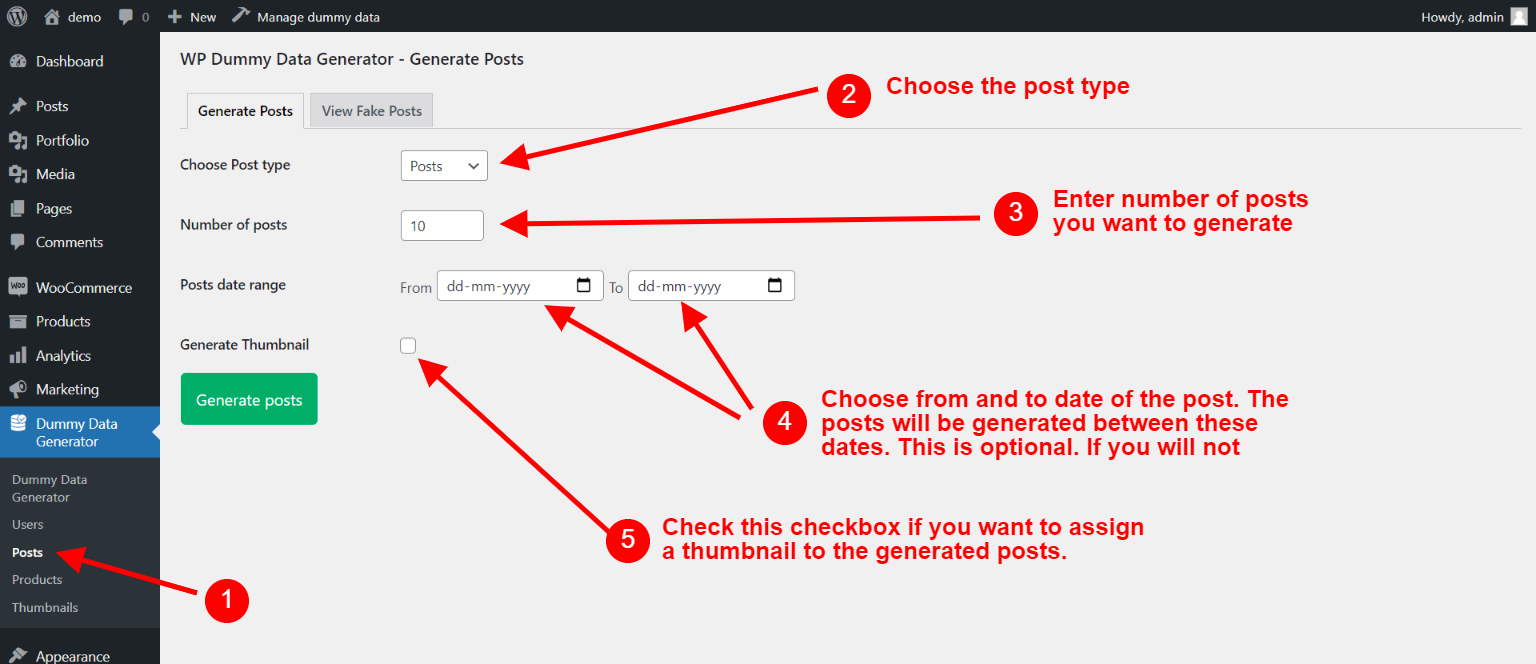 demo
0
New
Manage dummy data
Howdy, admin
Dashboard
Posts
Portfolio
Media
Pages
Comments
WOO
WooCommerce
Products
Analytics
Marketing
Dummy Data
Generator
Dummy Data
Generator
Users
Posts
Products
Thumbnails
Appearance
1
WP Dummy Data Generator - Generate Posts
Generate Posts
View Fake Posts
Choose Post type
Posts
2
Choose the post type
Number of posts
10
3
Enter number of posts
you want to generate
Posts date range
From
dd-mm-yyyy
To
dd-mm-yyyy
Generate Thumbnail
Generate posts
4
Choose from and to date of the post. The
posts will be generated between these
dates. This is optional. If you will not
5
Check this checkbox if you want to assign
a thumbnail to the generated posts.